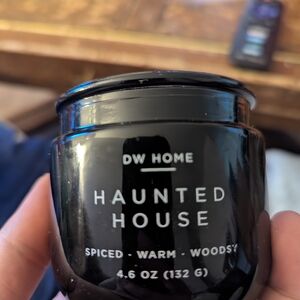 DW HOME
HAUNTED
HOUSE
SPICED - WARM - WOODSY
4.6 OZ (132 G)